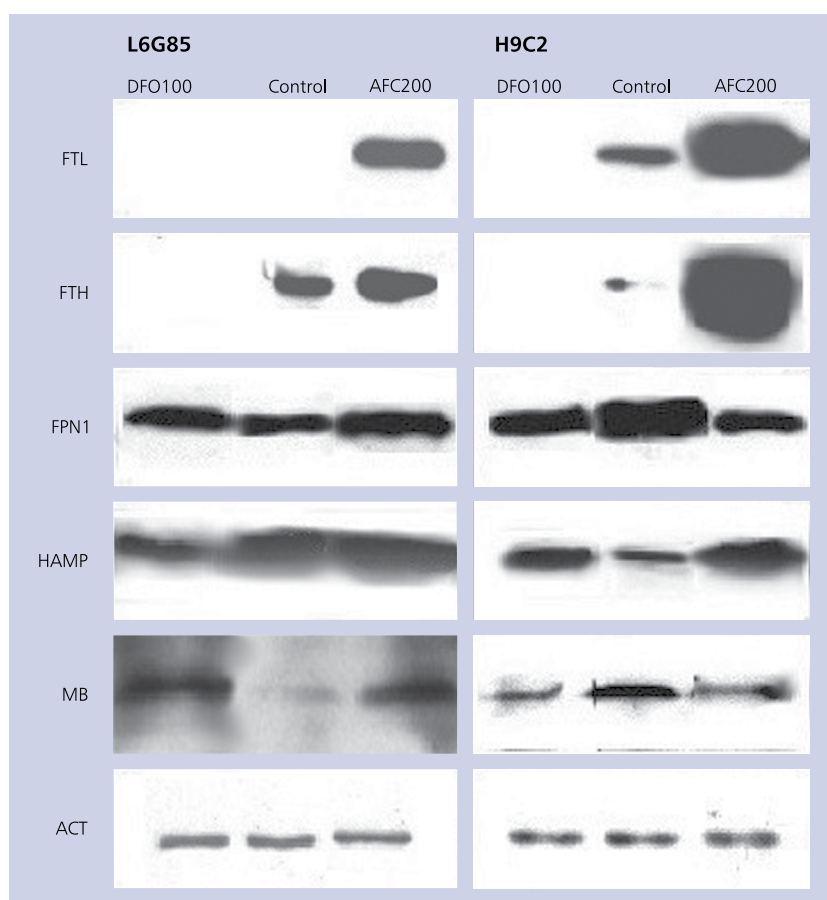 L6G85 H9C2
DFO100 Control AFC200 DFO100 Control AFC200
FTL
FTH
FPN1
HAMP
MB
ACT